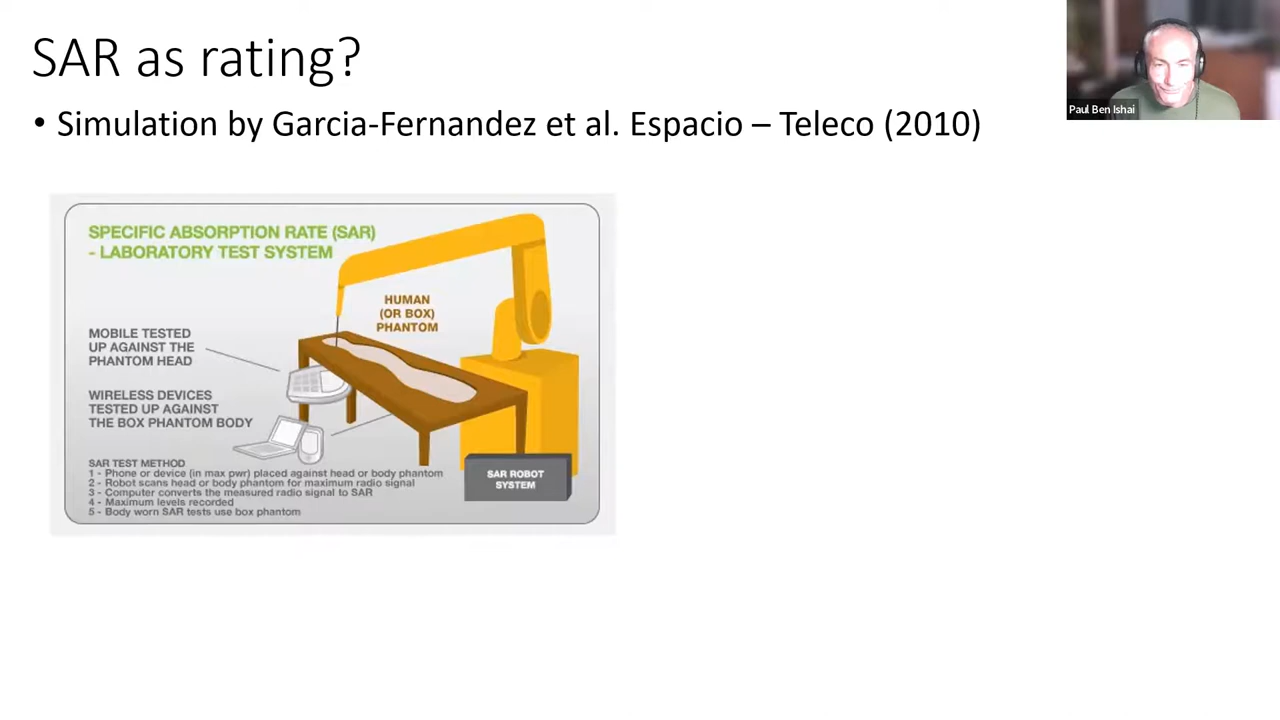 SAR as rating?
• Simulation by Garcia-Fernandez et al. Espacio – Teleco (2010)
Paul Ben Ishai
SPECIFIC ABSORPTION RATE (SAR)
- LABORATORY TEST SYSTEM
HUMAN
(OR BOX)
PHANTOM
MOBILE TESTED
UP AGAINST THE
PHANTOM HEAD
WIRELESS DEVICES
TESTED UP AGAINST
THE BOX PHANTOM BODY
SAR TEST METHOD
1 - Phone or device (in max pwr) placed against head or body phantom
2 - Robot scans head or body phantom for maximum radio signal
3 - Computer converts the measured radio signal to SAR
4 - Maximum levels recorded
5 - Body worn SAR tests use box phantom
SAR ROBOT
SYSTEM